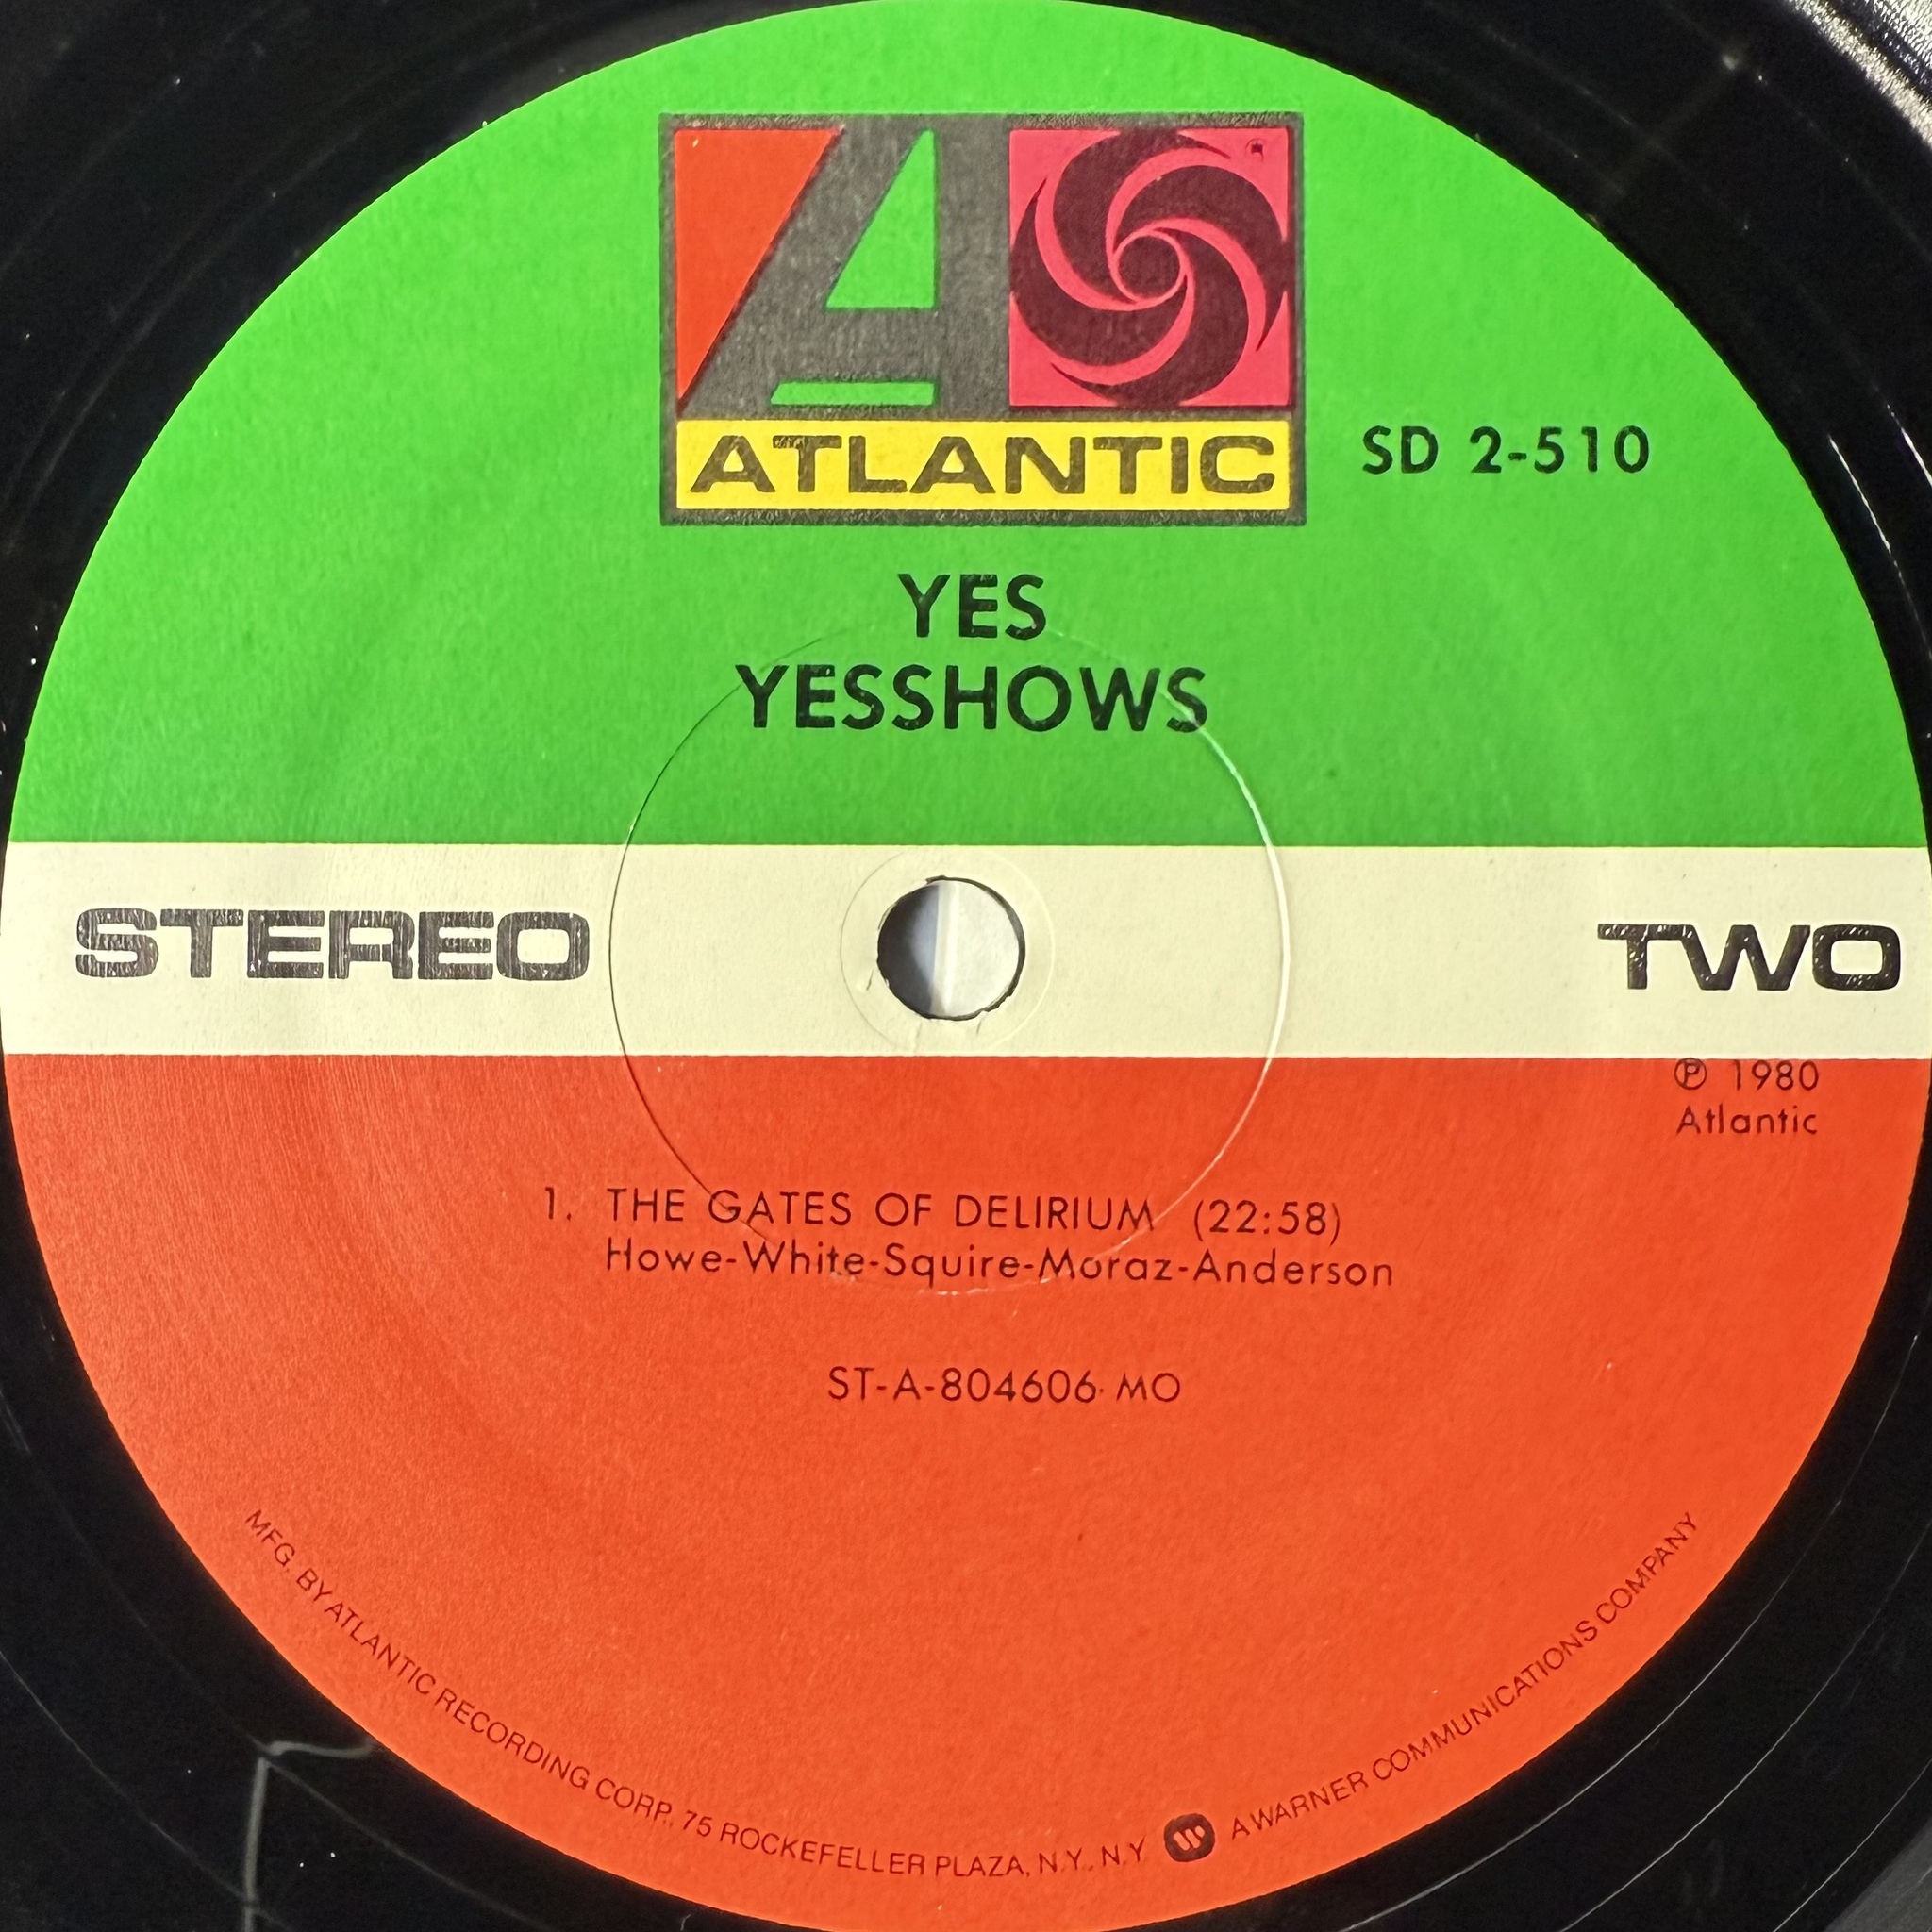 ATLANTIC
SD 2-510
YES
YESSHOWS
STEREO
TWO
℗ 1980
Atlantic
1. THE GATES OF DELIRIUM (22:58)
Howe-White-Squire-Moraz-Anderson
ST-A-804606 MO
MFG. BY ATLANTIC RECORDING CORP. 75 ROCKEFELLER PLAZA, N.Y., N.Y A WARNER COMMUNICATIONS COMPANY